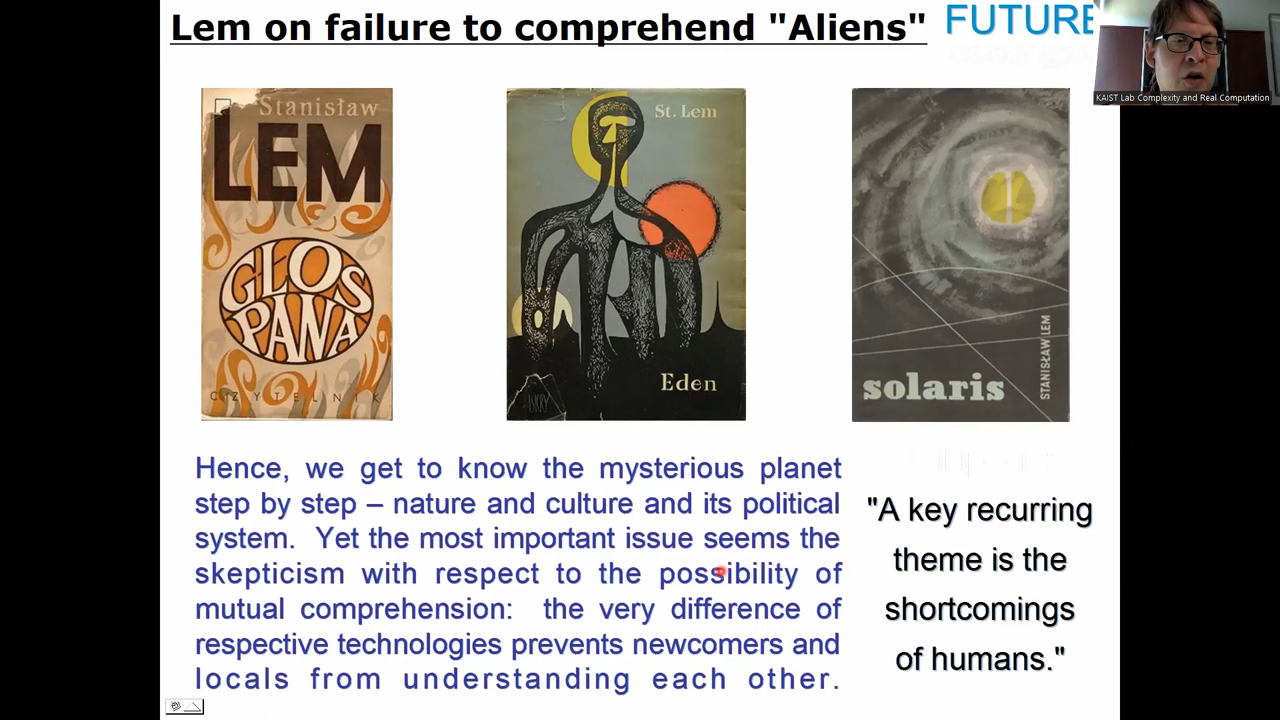 Lem on failure to comprehend "Aliens"
FUTURE
KAIST Lab Complexity and Real Computation
Stanisław
LEM
GŁOS
PANA
CZYTELNIK
St. Lem
Eden
ISKRY
solaris
STANISŁAW LEM
Hence, we get to know the mysterious planet
step by step – nature and culture and its political
system. Yet the most important issue seems the
skepticism with respect to the possibility of
mutual comprehension: the very difference of
respective technologies prevents newcomers and
locals from understanding each other.
"A key recurring
theme is the
shortcomings
of humans."